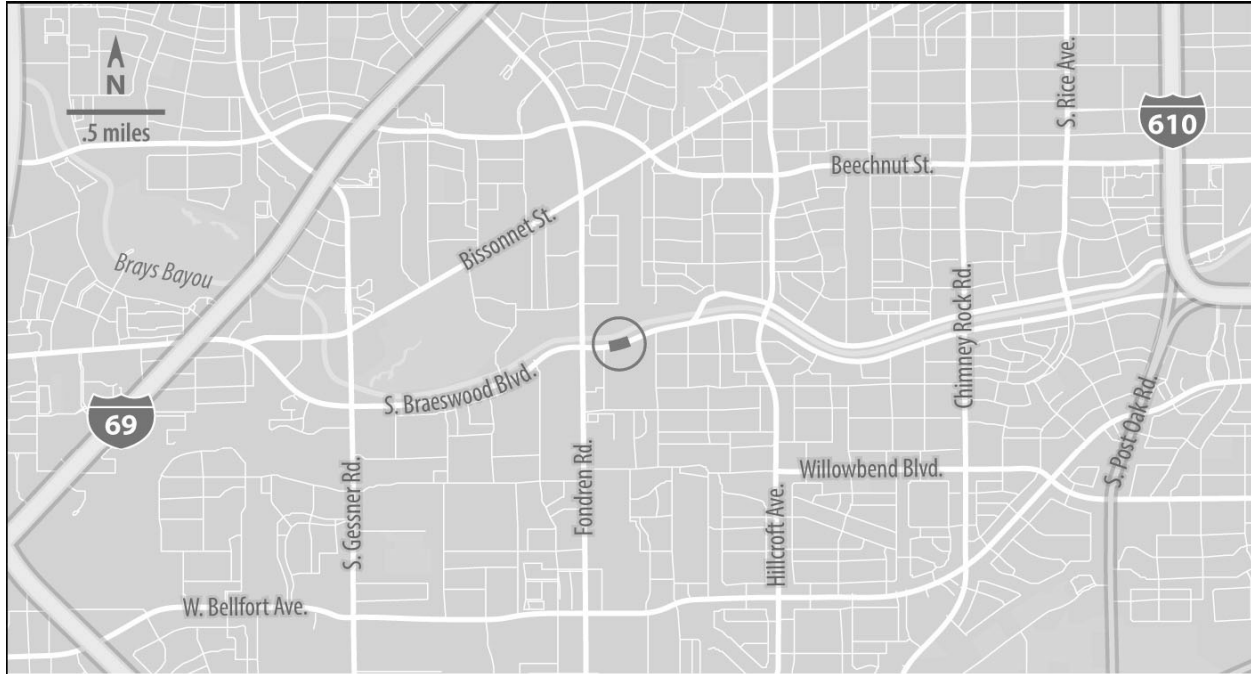 N
.5 miles
S. Rice Ave.
610
Beechnut St.
Bissonnet St.
Brays Bayou
Chimney Rock Rd.
S. Braeswood Blvd.
69
S. Post Oak Rd.
Fondren Rd.
Willowbend Blvd.
S. Gessner Rd.
Hillcroft Ave.
W. Bellfort Ave.